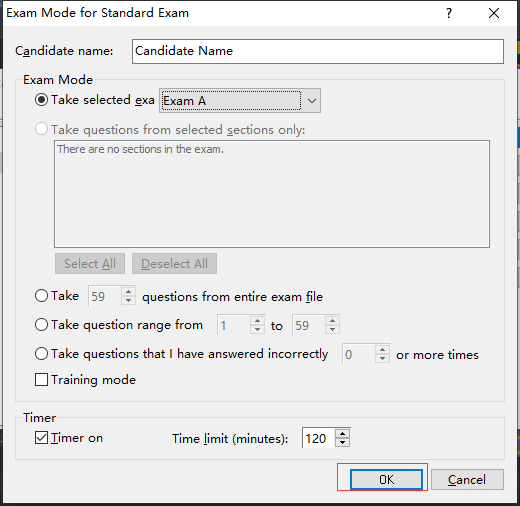 Exam Mode for Standard Exam ?
Candidate name: Candidate Name
Exam Mode
Take selected exa Exam A
Take questions from selected sections only:
There are no sections in the exam.
Select All Deselect All
Take 59 questions from entire exam file
Take question range from 1 to 59
Take questions that I have answered incorrectly 0 or more times
Training mode
Timer
Timer on Time limit (minutes): 120
OK Cancel